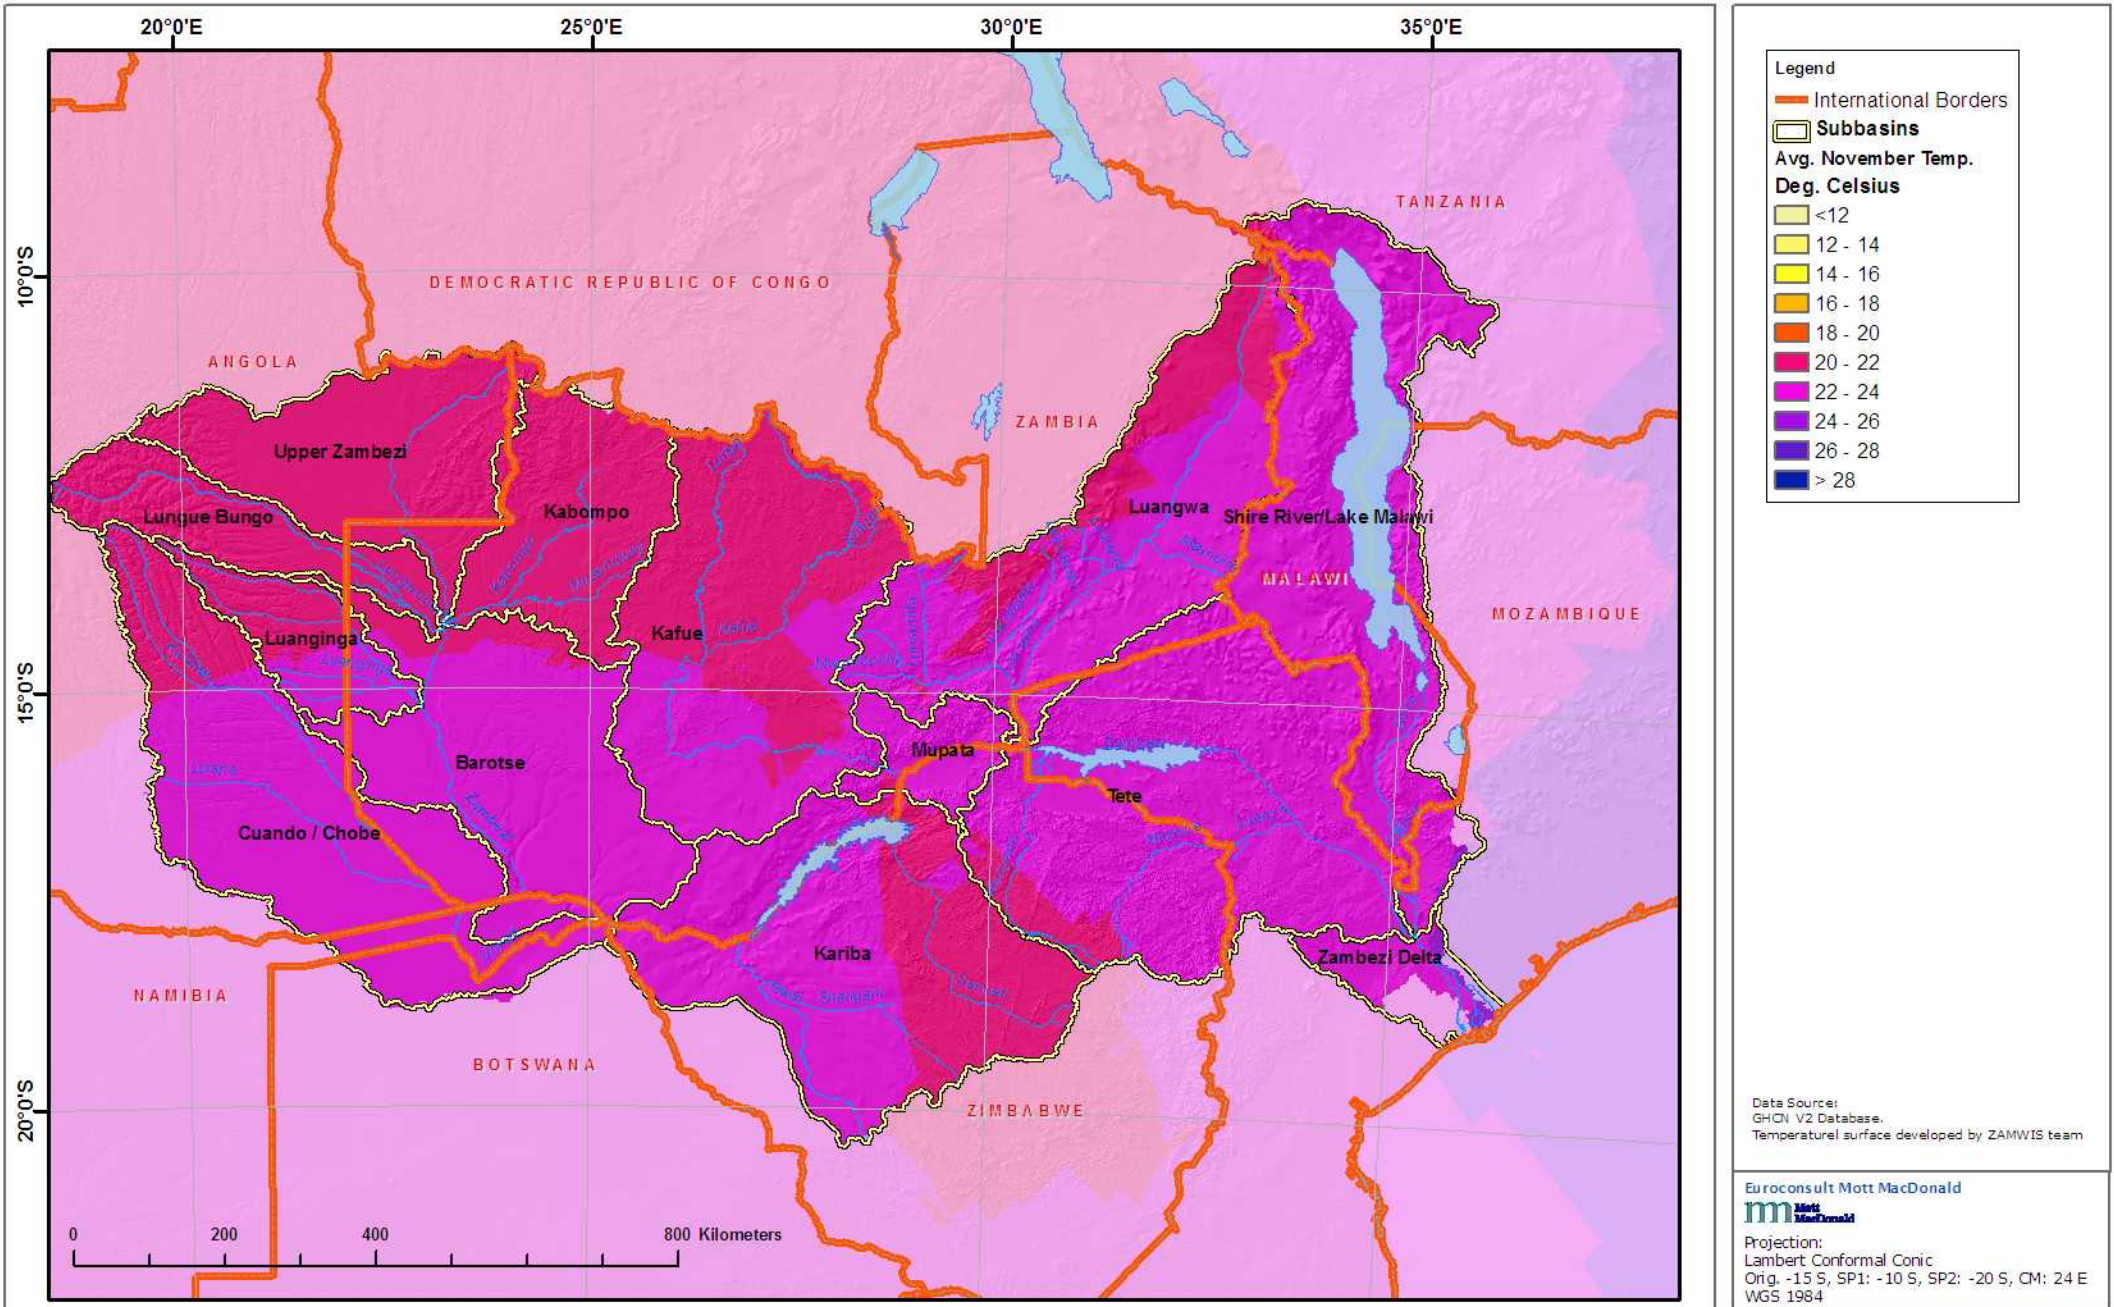 20°0'E
25°0'E
30°0'E
35°0'E
10°0'S
15°0'S
20°0'S
TANZANIA
DEMOCRATIC REPUBLIC OF CONGO
ANGOLA
ZAMBIA
Upper Zambezi
Lungue Bungo
Kabompo
Luangwa
Shire River/Lake Malawi
MALAWI
MOZAMBIQUE
Luanginga
Kafue
Kafue
Barotse
Mupata
Tete
Cuando / Chobe
Luiana
Zambezi
Kariba
Zambezi Delta
NAMIBIA
BOTSWANA
ZIMBABWE
0 200 400 800 Kilometers
Legend
International Borders
Subbasins
Avg. November Temp.
Deg. Celsius
<12
12 - 14
14 - 16
16 - 18
18 - 20
20 - 22
22 - 24
24 - 26
26 - 28
> 28
Data Source:
GHCN V2 Database.
Temperaturel surface developed by ZAMWIS team
Euroconsult Mott MacDonald
Mott
MacDonald
Projection:
Lambert Conformal Conic
Orig. -15 S, SP1: -10 S, SP2: -20 S, CM: 24 E
WGS 1984